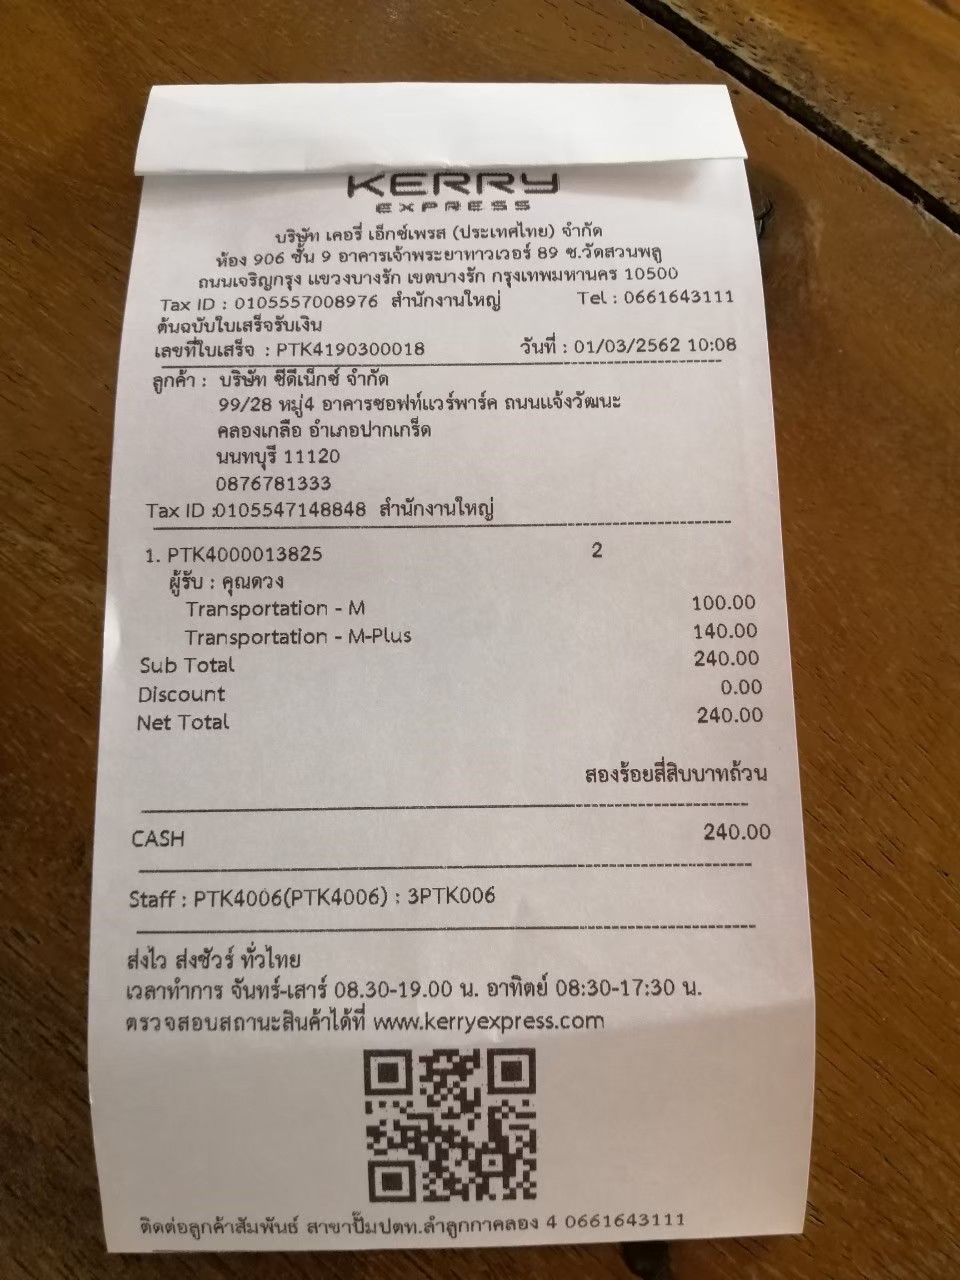 KERRY
EXPRESS
บริษัท เคอรี่ เอ็กซ์เพรส (ประเทศไทย) จำกัด
ห้อง 906 ชั้น 9 อาคารเจ้าพระยาทาวเวอร์ 89 ซ.วัดสวนพลู
ถนนเจริญกรุง แขวงบางรัก เขตบางรัก กรุงเทพมหานคร 10500
Tax ID : 0105557008976 สำนักงานใหญ่ Tel : 0661643111
ต้นฉบับใบเสร็จรับเงิน
เลขที่ใบเสร็จ : PTK4190300018 วันที่ : 01/03/2562 10:08
ลูกค้า : บริษัท ซีดีเน็กซ์ จำกัด
99/28 หมู่4 อาคารซอฟท์แวร์พาร์ค ถนนแจ้งวัฒนะ
คลองเกลือ อำเภอปากเกร็ด
นนทบุรี 11120
0876781333
Tax ID :0105547148848 สำนักงานใหญ่
1. PTK4000013825 2
ผู้รับ : คุณดวง
Transportation - M 100.00
Transportation - M-Plus 140.00
Sub Total 240.00
Discount 0.00
Net Total 240.00
สองร้อยสี่สิบบาทถ้วน
CASH 240.00
Staff : PTK4006(PTK4006) : 3PTK006
ส่งไว ส่งชัวร์ ทั่วไทย
เวลาทำการ จันทร์-เสาร์ 08.30-19.00 น. อาทิตย์ 08:30-17:30 น.
ตรวจสอบสถานะสินค้าได้ที่ www.kerryexpress.com
ติดต่อลูกค้าสัมพันธ์ สาขาปั๊มปตท.ลำลูกกาคลอง 4 0661643111